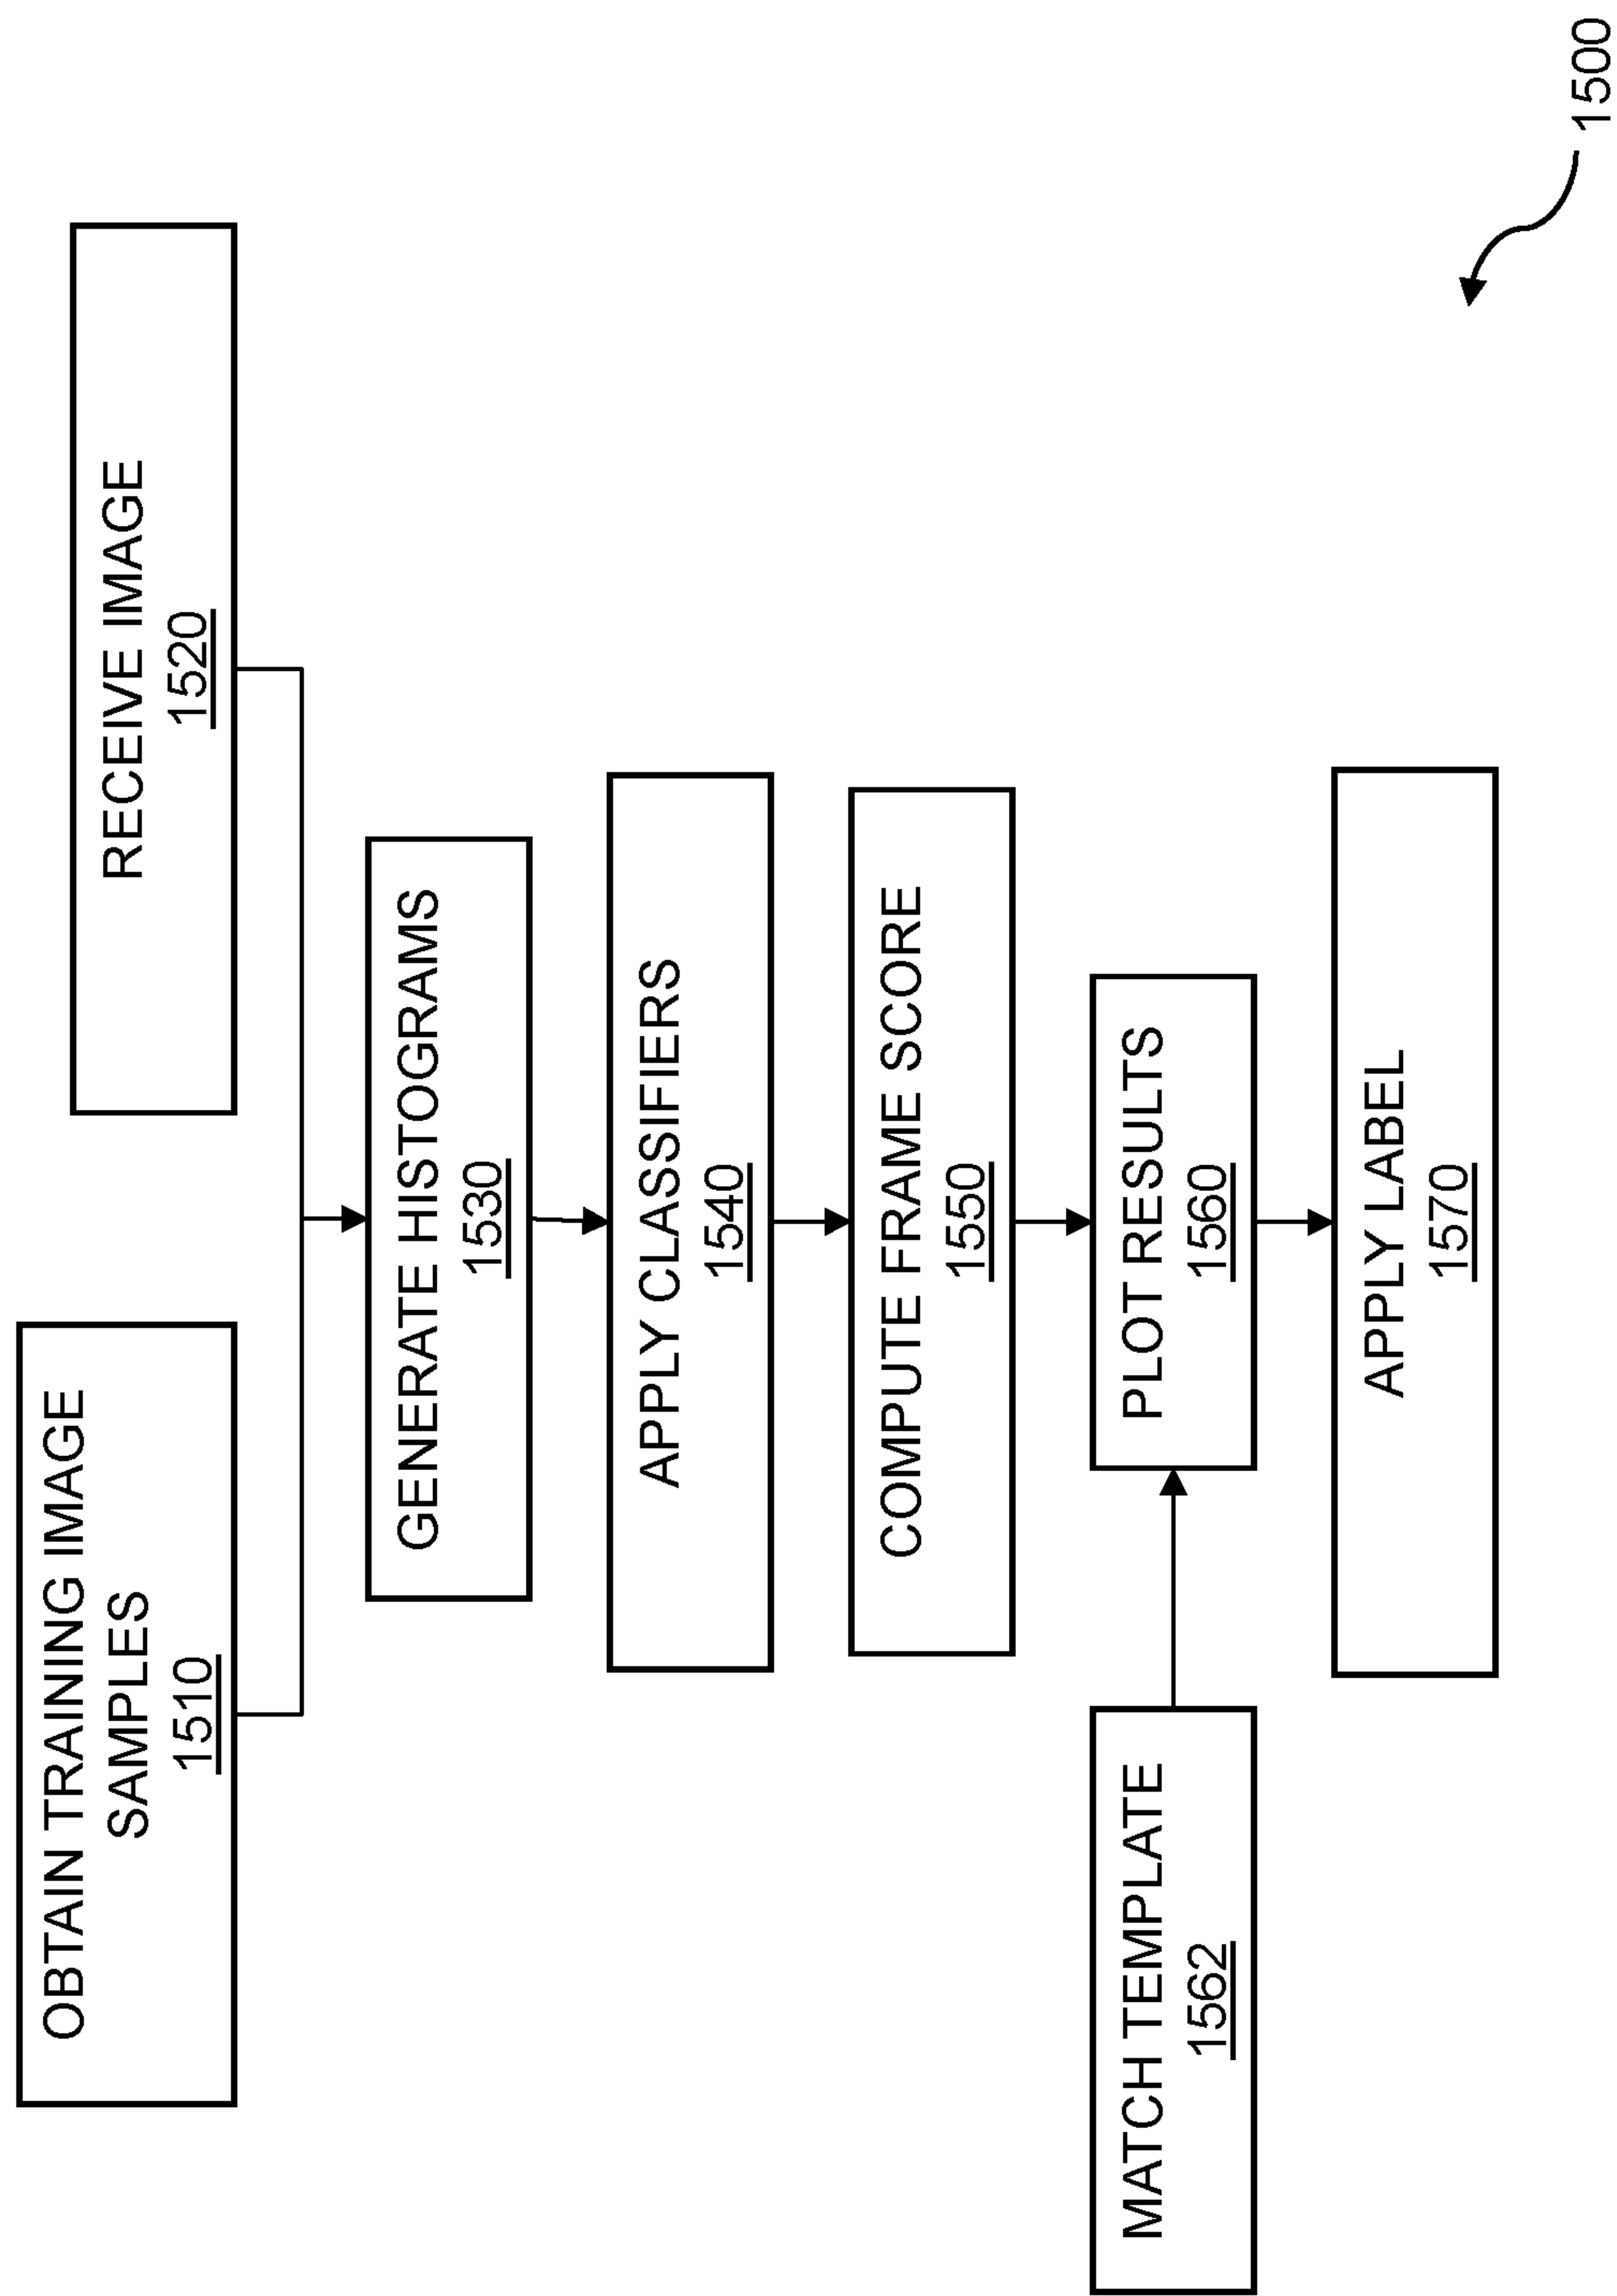 OBTAIN TRAINING IMAGE
SAMPLES
1510
RECEIVE IMAGE
1520
GENERATE HISTOGRAMS
1530
APPLY CLASSIFIERS
1540
COMPUTE FRAME SCORE
1550
MATCH TEMPLATE
1562
PLOT RESULTS
1560
APPLY LABEL
1570
1500